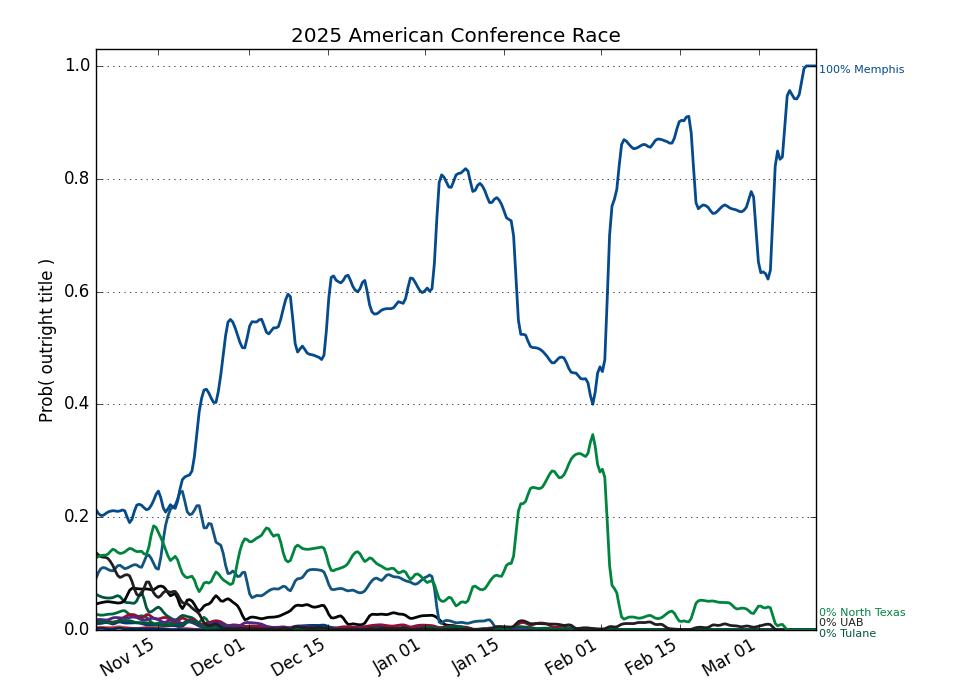 2025 American Conference Race
1.0
0.8
0.6
0.4
0.2
0.0
Prob( outright title )
Nov 15
Dec 01
Dec 15
Jan 01
Jan 15
Feb 01
Feb 15
Mar 01
100% Memphis
0% North Texas
0% UAB
0% Tulane